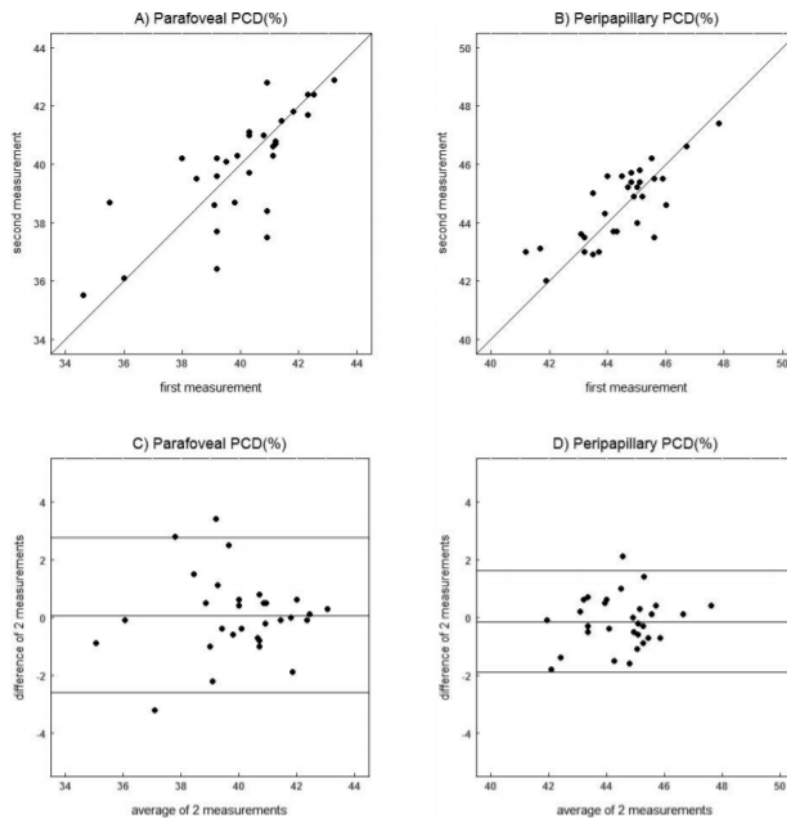 A) Parafoveal PCD(%)
44
42
40
38
36
34
second measurement
34 36 38 40 42 44
first measurement
B) Peripapillary PCD(%)
50
48
46
44
42
40
second measurement
40 42 44 46 48 50
first measurement
C) Parafoveal PCD(%)
4
2
0
-2
-4
difference of 2 measurements
34 36 38 40 42 44
average of 2 measurements
D) Peripapillary PCD(%)
4
2
0
-2
-4
difference of 2 measurements
40 42 44 46 48 50
average of 2 measurements